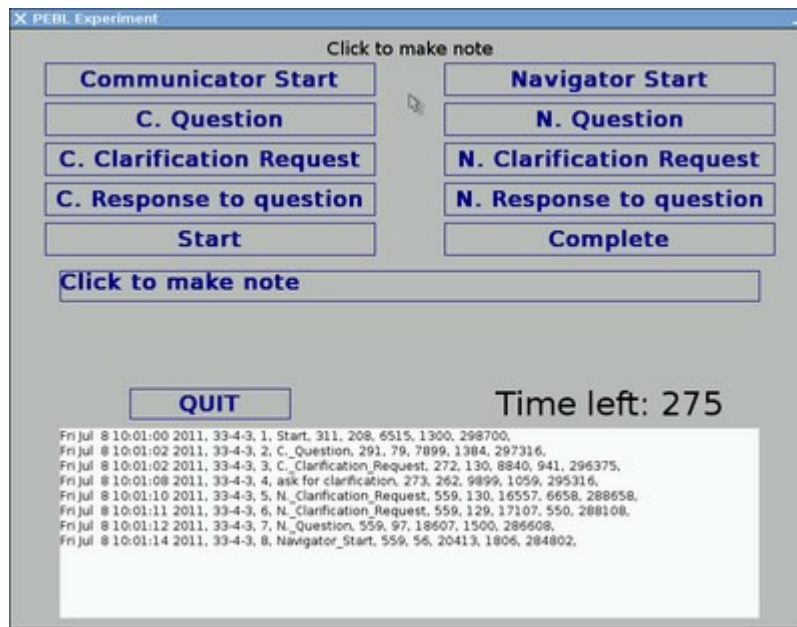 X PEBL Experiment
Click to make note
Communicator Start
Navigator Start
C. Question
N. Question
C. Clarification Request
N. Clarification Request
C. Response to question
N. Response to question
Start
Complete
Click to make note
QUIT
Time left: 275
Fri Jul 8 10:01:00 2011, 33-4-3, 1, Start, 311, 208, 6515, 1300, 298700,
Fri Jul 8 10:01:02 2011, 33-4-3, 2, C._Question, 291, 79, 7899, 1384, 297316,
Fri Jul 8 10:01:02 2011, 33-4-3, 3, C._Clarification_Request, 272, 130, 8840, 941, 296375,
Fri Jul 8 10:01:08 2011, 33-4-3, 4, ask for clarification, 273, 262, 9899, 1059, 295316,
Fri Jul 8 10:01:10 2011, 33-4-3, 5, N._Clarification_Request, 559, 130, 16557, 6658, 288658,
Fri Jul 8 10:01:11 2011, 33-4-3, 6, N._Clarification_Request, 559, 129, 17107, 550, 288108,
Fri Jul 8 10:01:12 2011, 33-4-3, 7, N._Question, 559, 97, 18607, 1500, 286608,
Fri Jul 8 10:01:14 2011, 33-4-3, 8, Navigator_Start, 559, 56, 20413, 1806, 284802,